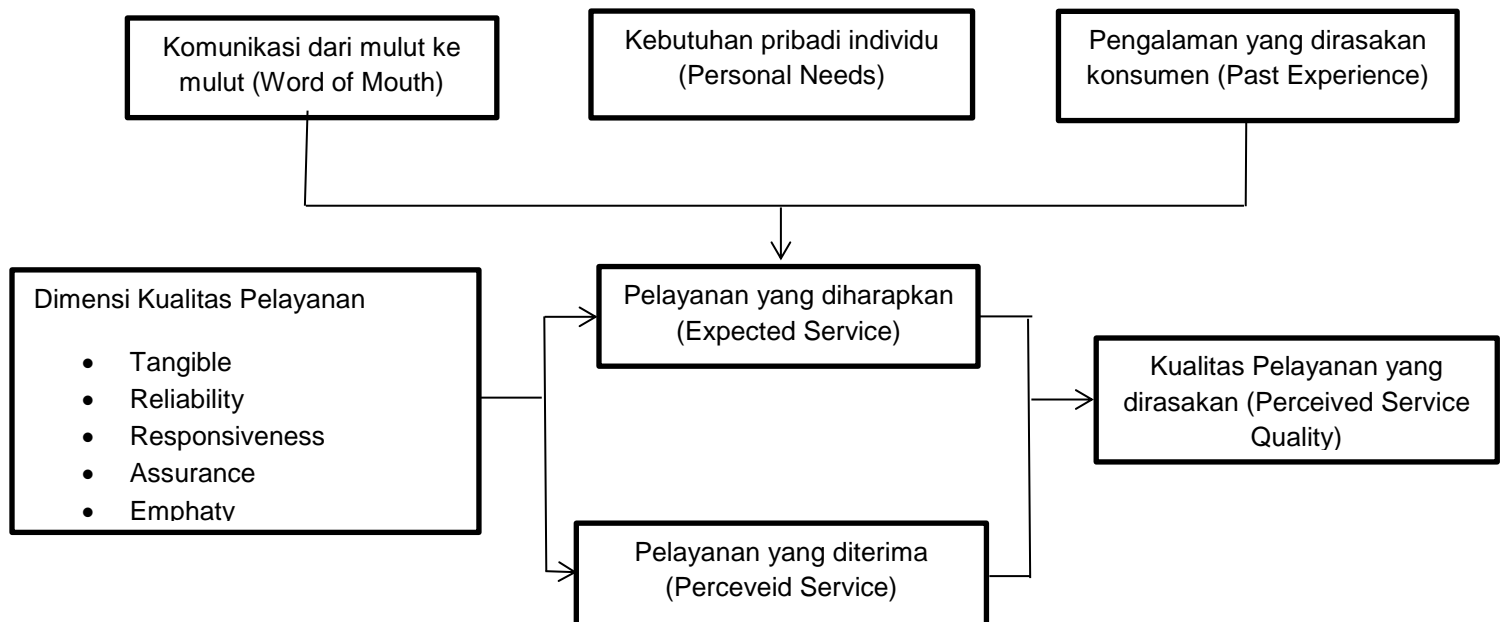 Komunikasi dari mulut ke
mulut (Word of Mouth)
Kebutuhan pribadi individu
(Personal Needs)
Pengalaman yang dirasakan
konsumen (Past Experience)
Dimensi Kualitas Pelayanan
• Tangible
• Reliability
• Responsiveness
• Assurance
• Emphaty
Pelayanan yang diharapkan
(Expected Service)
Pelayanan yang diterima
(Perceveid Service)
Kualitas Pelayanan yang
dirasakan (Perceived Service
Quality)